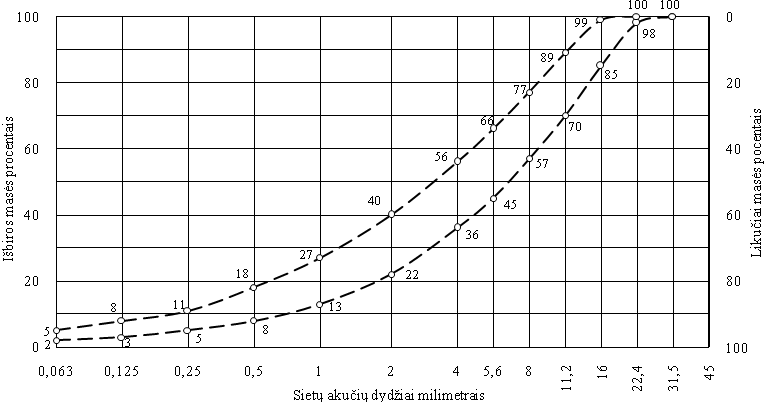 100 100
100 99 98 0
89 85
80 77 20
70
66
60 56 57 40
Išbiros masės procentais
Likučiai masės pocentais
40 40 45 60
36
27
20 18 22 80
8 11 13
5 8
2 3 5
0 100
0,063 0,125 0,25 0,5 1 2 4 5,6 8 11,2 16 22,4 31,5 45
Sietų akučių dydžiai milimetrais